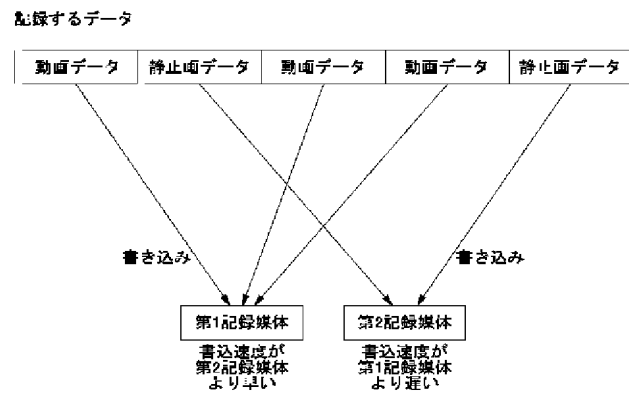 記録するデータ
動画データ 静止画データ 動画データ 動画データ 静止画データ
書き込み 書き込み
第1記録媒体 第2記録媒体
書込速度が 書込速度が
第2記録媒体 第1記録媒体
より早い より遅い